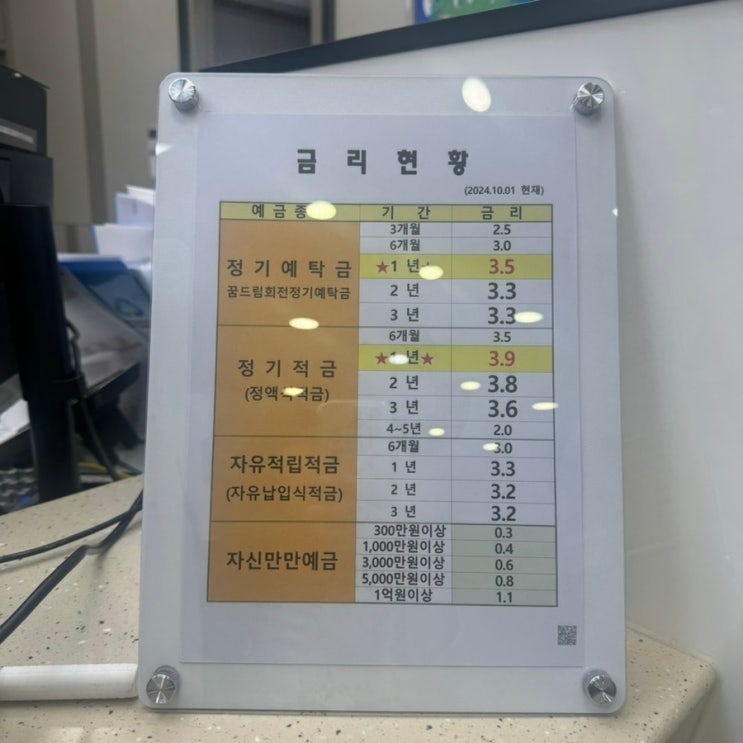 금 리 현 황
(2024.10.01 현재)
예 금 종
기 간
금 리
정 기 예 탁 금
꿈드림회전정기예탁금
3개월 2.5
6개월 3.0
★1 년 3.5
2 년 3.3
3 년 3.3
정 기 적 금
6개월 3.5
★1 년★ 3.9
2 년 3.8
3 년 3.6
4~5년 2.0
자유적립적금
(자유납입식적금)
6개월 3.0
1 년 3.3
2 년 3.2
3 년 3.2
자신만만예금
300만원이상 0.3
1,000만원이상 0.4
3,000만원이상 0.6
5,000만원이상 0.8
1억원이상 1.1